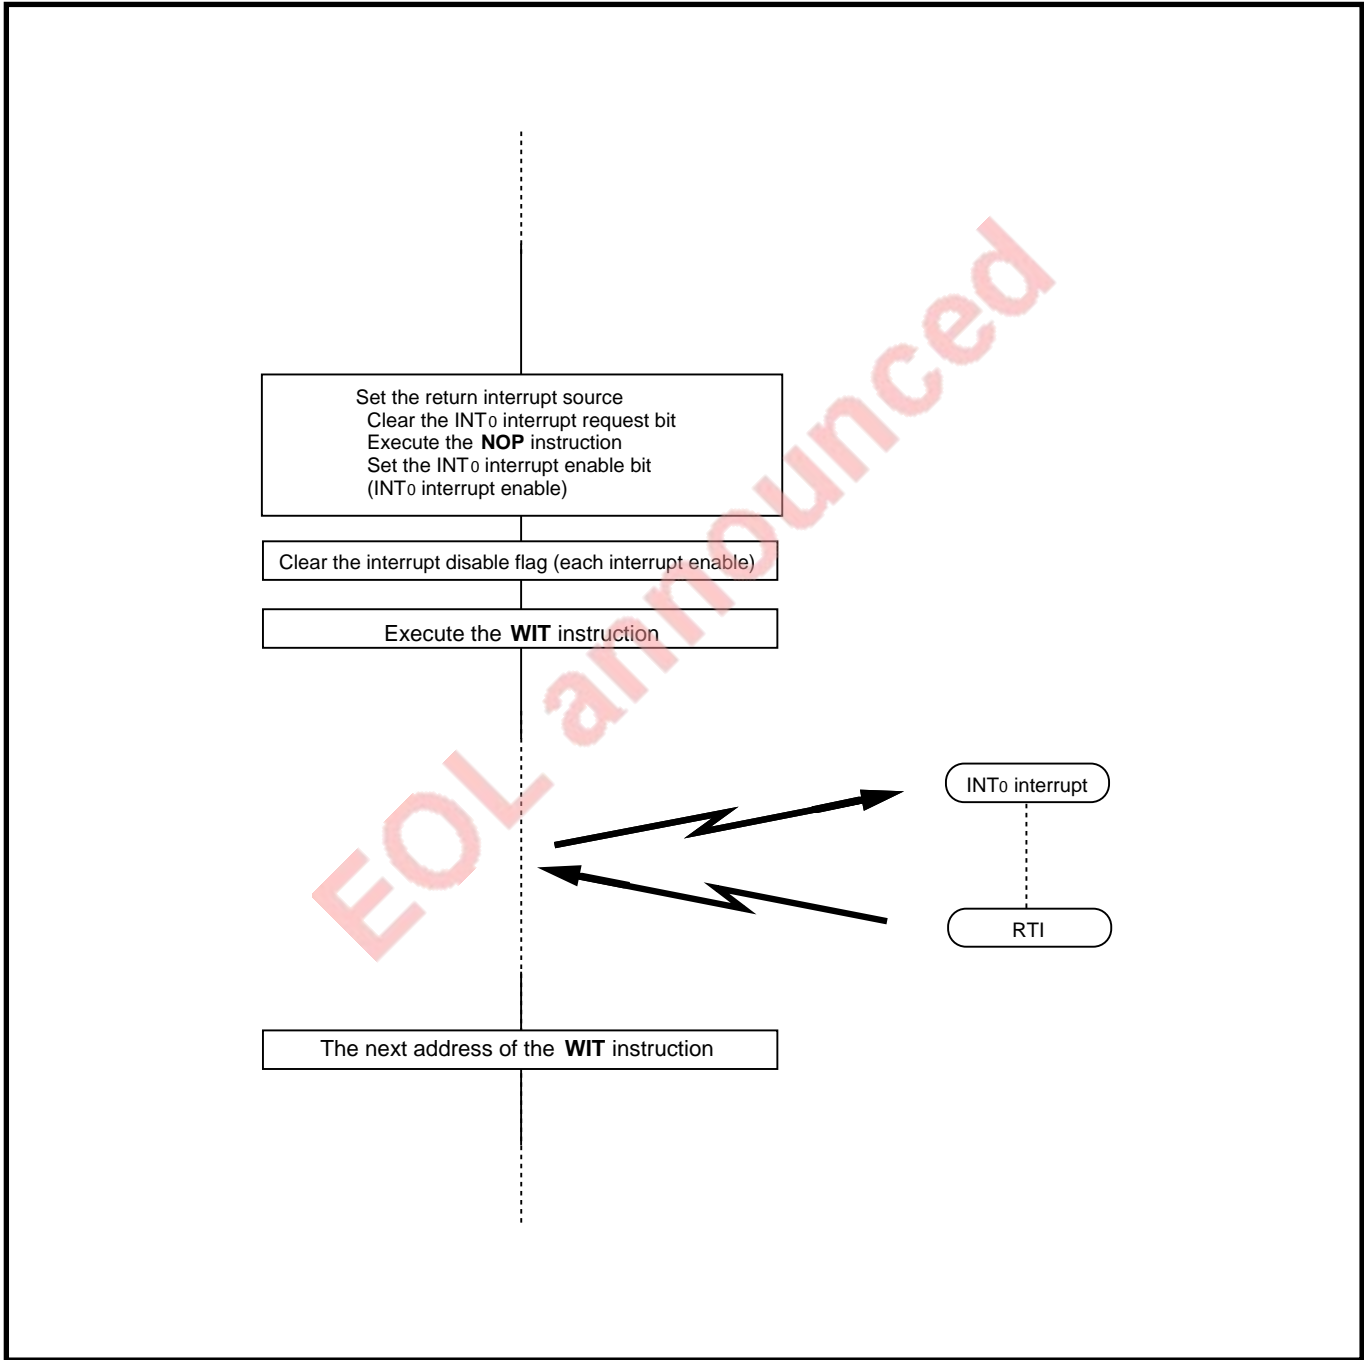 Set the return interrupt source
Clear the INT0 interrupt request bit
Execute the NOP instruction
Set the INT0 interrupt enable bit
(INT0 interrupt enable)
Clear the interrupt disable flag (each interrupt enable)
Execute the WIT instruction
INT0 interrupt
RTI
The next address of the WIT instruction
EOL announced